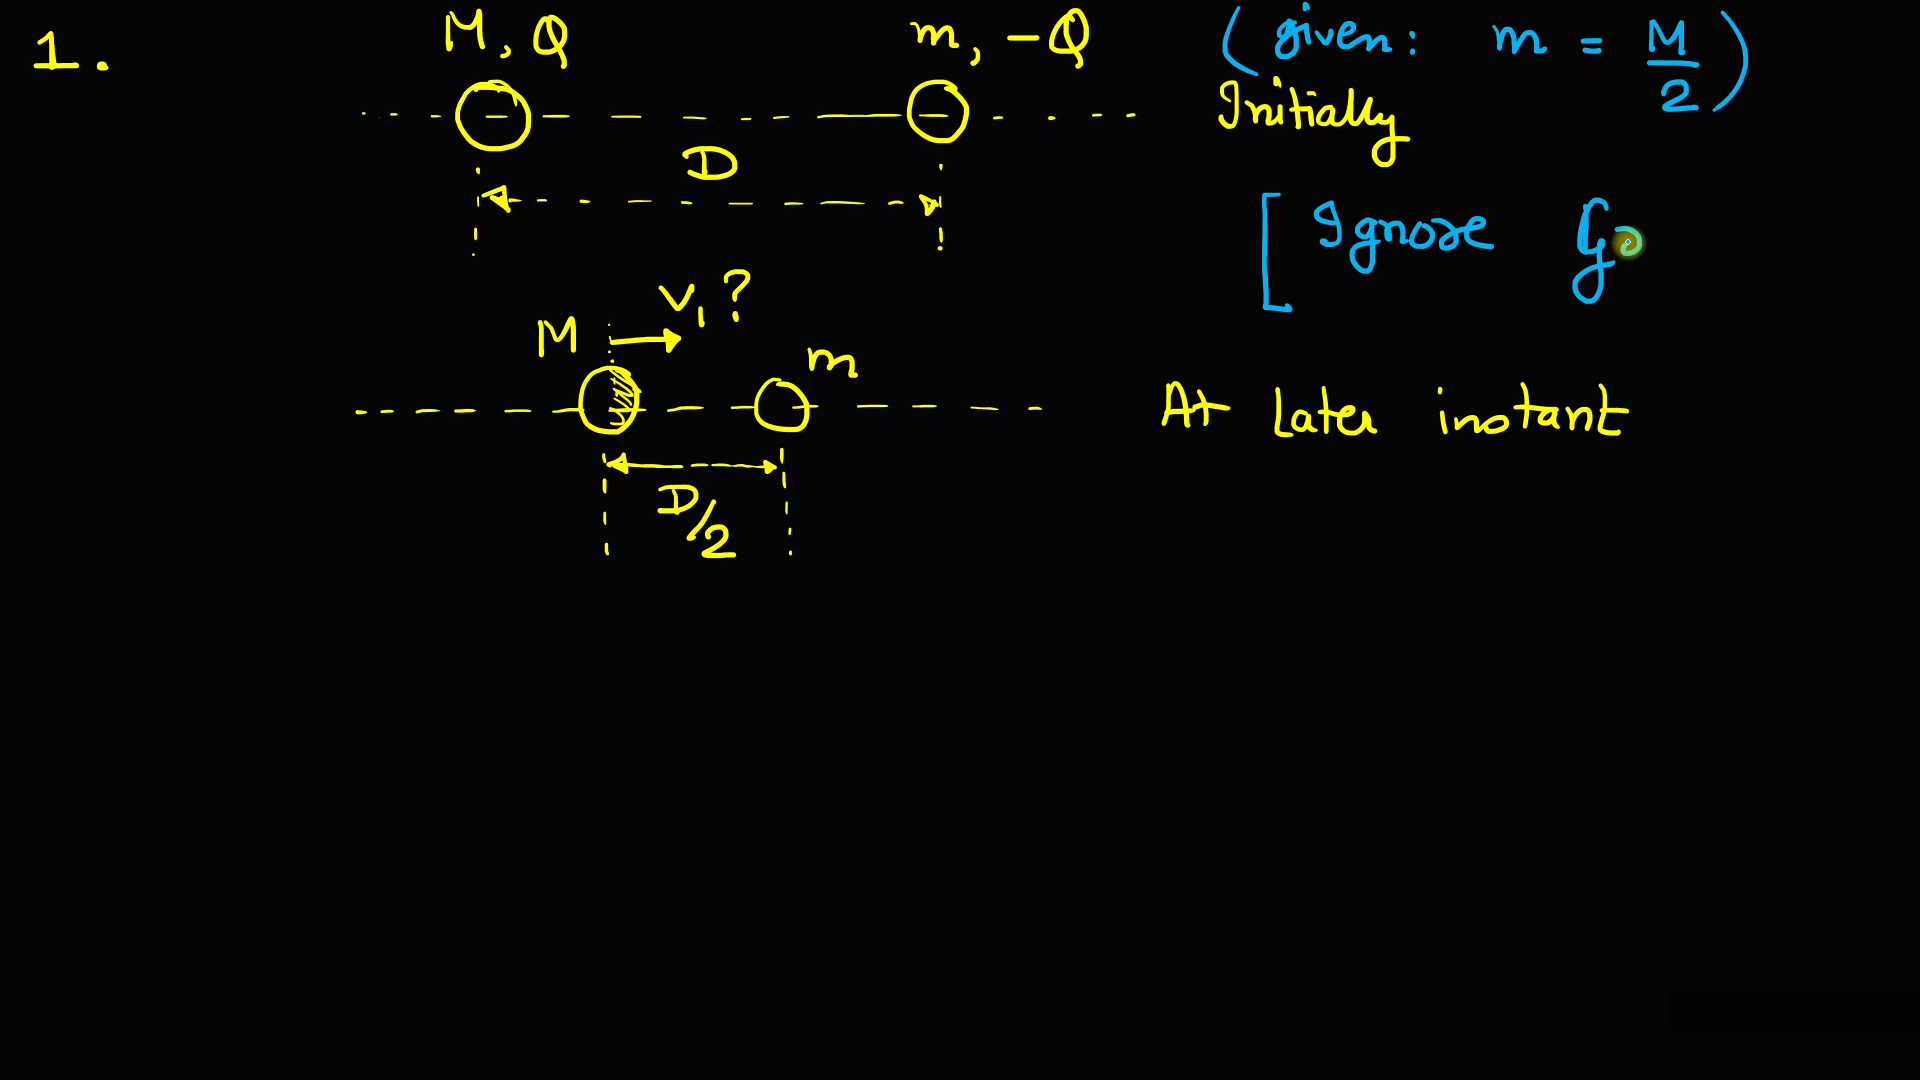 1.
M, Q
m, -Q
(given: m = M/2)
Initially
D
[Ignore G
V₁?
M
m
At Later instant
D/2